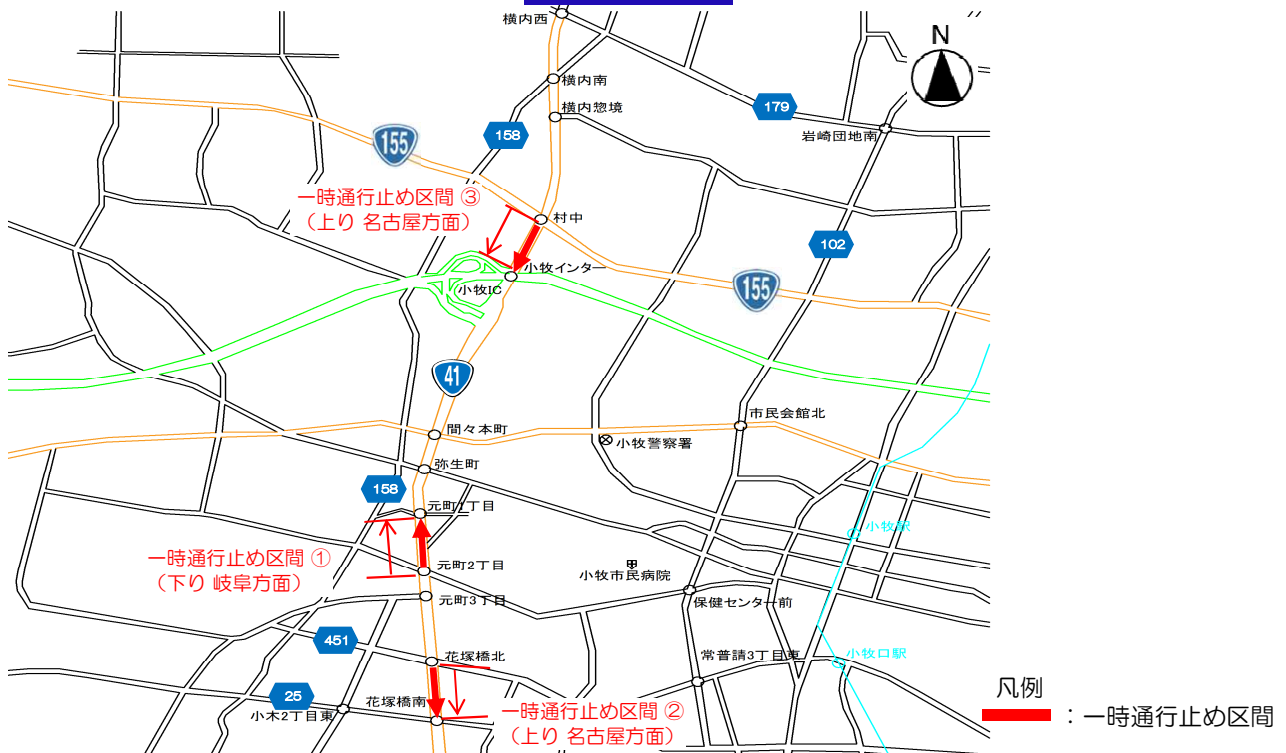 横内西
N
横内南
横内惣境
179
158
岩崎団地南
155
一時通行止め区間 ③
（上り 名古屋方面）
村中
102
小牧インター
小牧IC
155
41
市民会館北
間々本町
小牧警察署
弥生町
158
元町1丁目
小牧駅
一時通行止め区間 ①
（下り 岐阜方面）
元町2丁目
小牧市民病院
元町3丁目
保健センター前
451
花塚橋北
常普請3丁目東
小牧口駅
25
花塚橋南
小木2丁目東
一時通行止め区間 ②
（上り 名古屋方面）
凡例
：一時通行止め区間